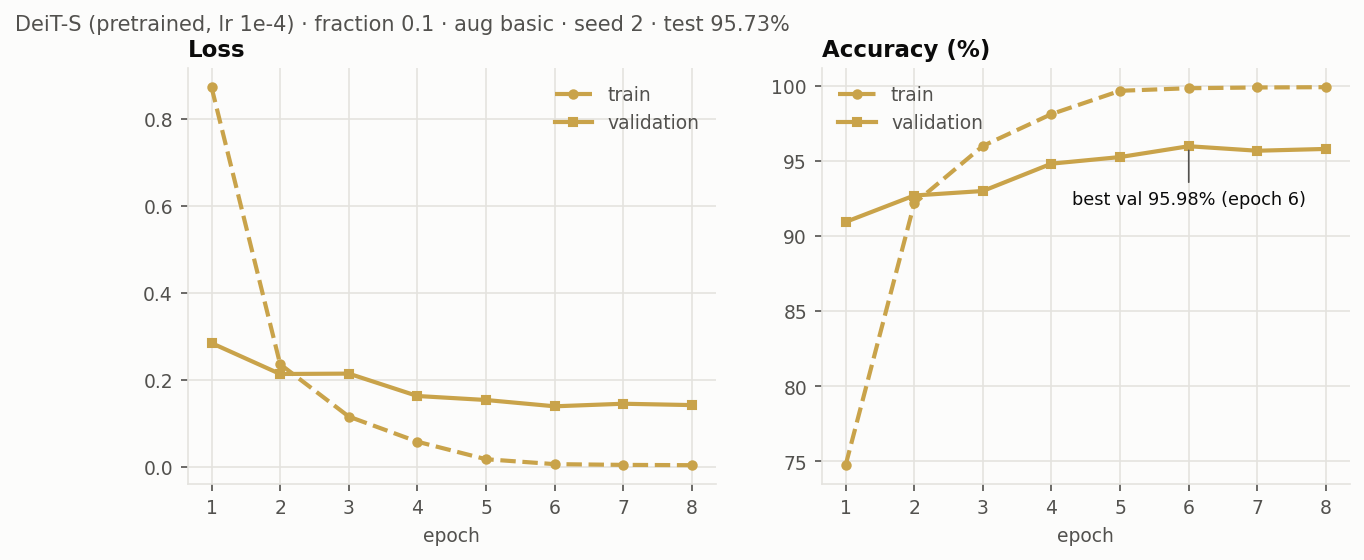 DeiT-S (pretrained, lr 1e-4) · fraction 0.1 · aug basic · seed 2 · test 95.73%
Loss
train
validation
0.8
0.6
0.4
0.2
0.0
1 2 3 4 5 6 7 8
epoch
Accuracy (%)
train
validation
best val 95.98% (epoch 6)
100
95
90
85
80
75
1 2 3 4 5 6 7 8
epoch